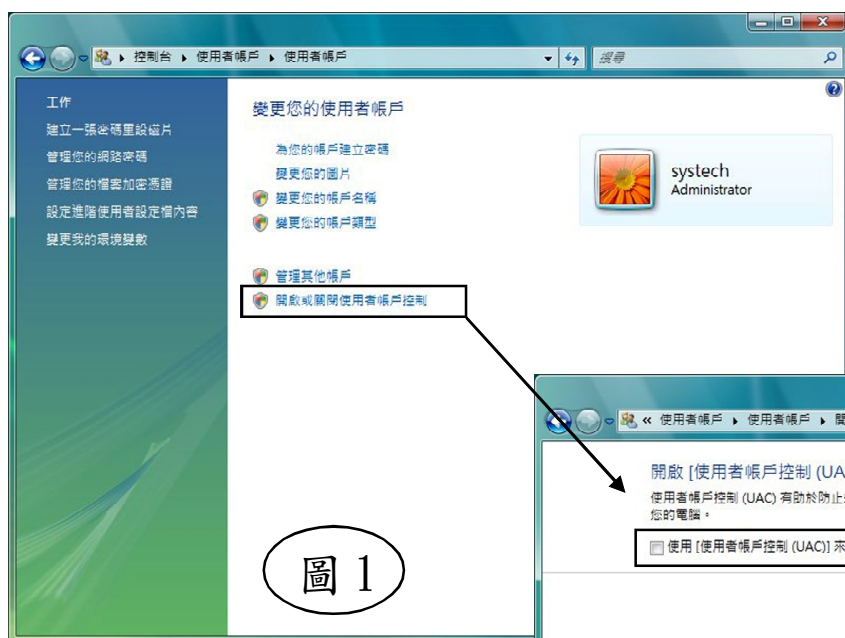 控制台 使用者帳戶 使用者帳戶
搜尋
工作
建立一張密碼重設磁片
管理您的網路密碼
管理您的檔案加密憑證
設定進階使用者設定檔內容
變更我的環境變數
變更您的使用者帳戶
為您的帳戶建立密碼
變更您的圖片
變更您的帳戶名稱
變更您的帳戶類型
管理其他帳戶
開啟或關閉使用者帳戶控制
systech
Administrator
« 使用者帳戶 使用者帳戶 開
開啟 [使用者帳戶控制 (UA
使用者帳戶控制 (UAC) 有助於防止
您的電腦。
使用 [使用者帳戶控制 (UAC)] 來
圖 1